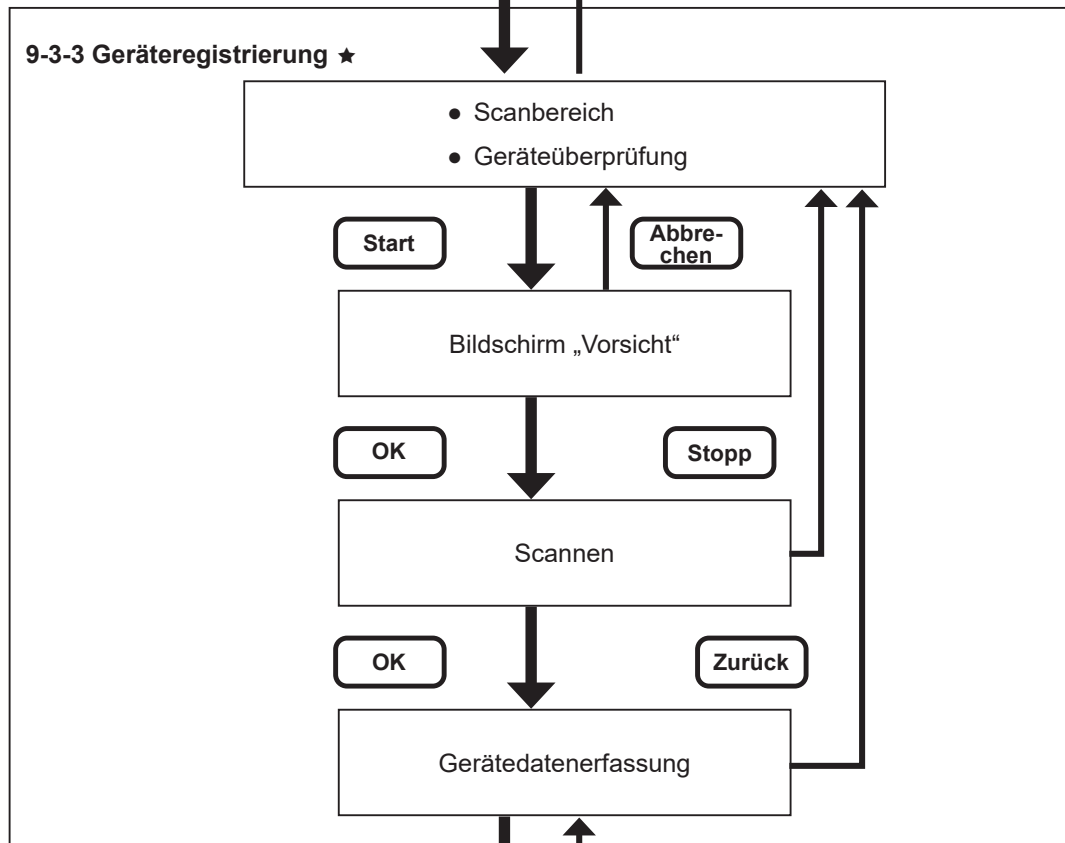 9-3-3 Geräteregistrierung ★
● Scanbereich
● Geräteüberprüfung
Start
Abbre-
chen
Bildschirm „Vorsicht“
OK
Stopp
Scannen
OK
Zurück
Gerätedatenerfassung